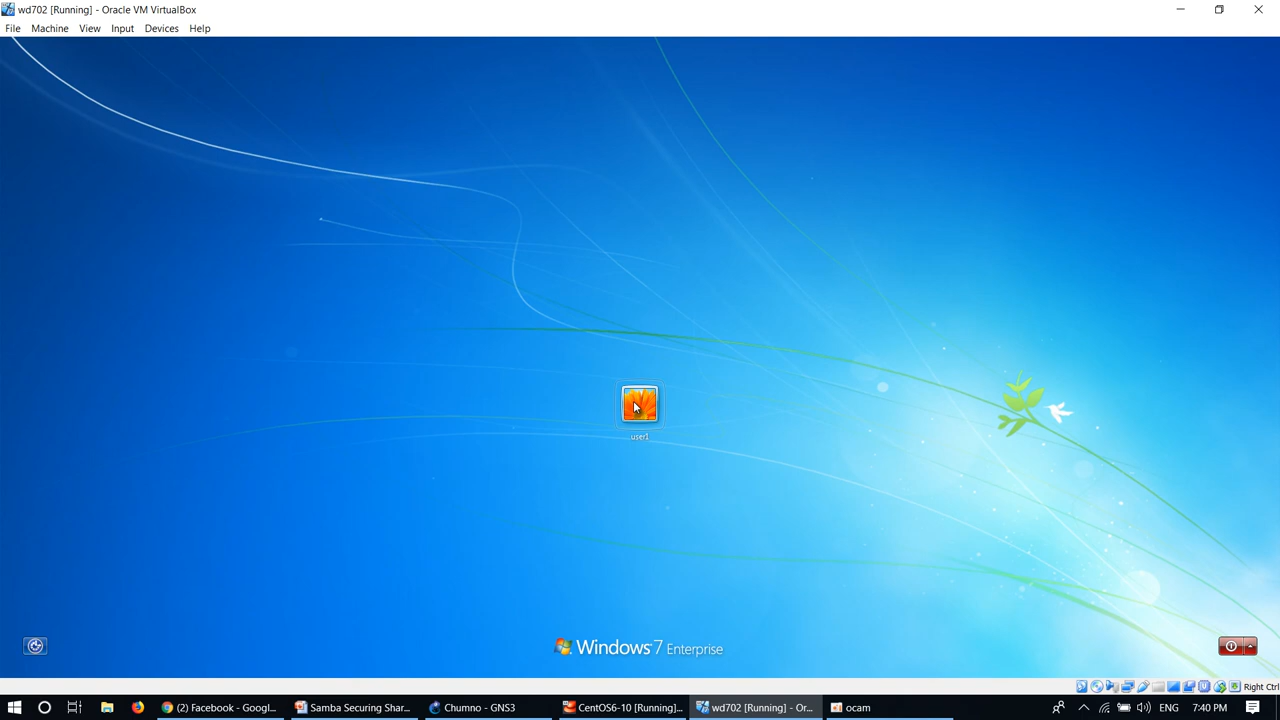 wd702 [Running] - Oracle VM VirtualBox
File Machine View Input Devices Help
user1
Windows 7 Enterprise
Right Ctrl
(2) Facebook - Googl...
Samba Securing Shar...
Chumno - GNS3
CentOS6-10 [Running]...
wd702 [Running] - Or...
ocam
ENG
7:40 PM